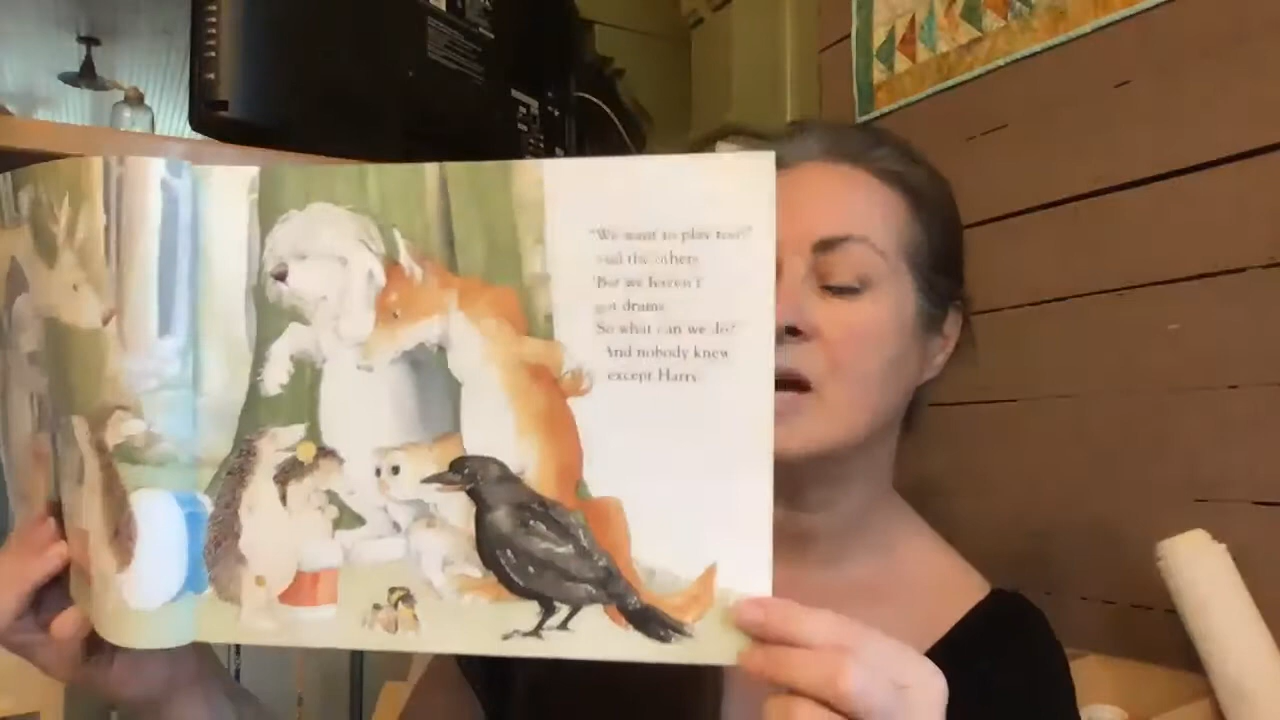 "We want to play too!"
said the others.
"But we haven't
got drums.
So what can we do?"
And nobody knew
except Harry.